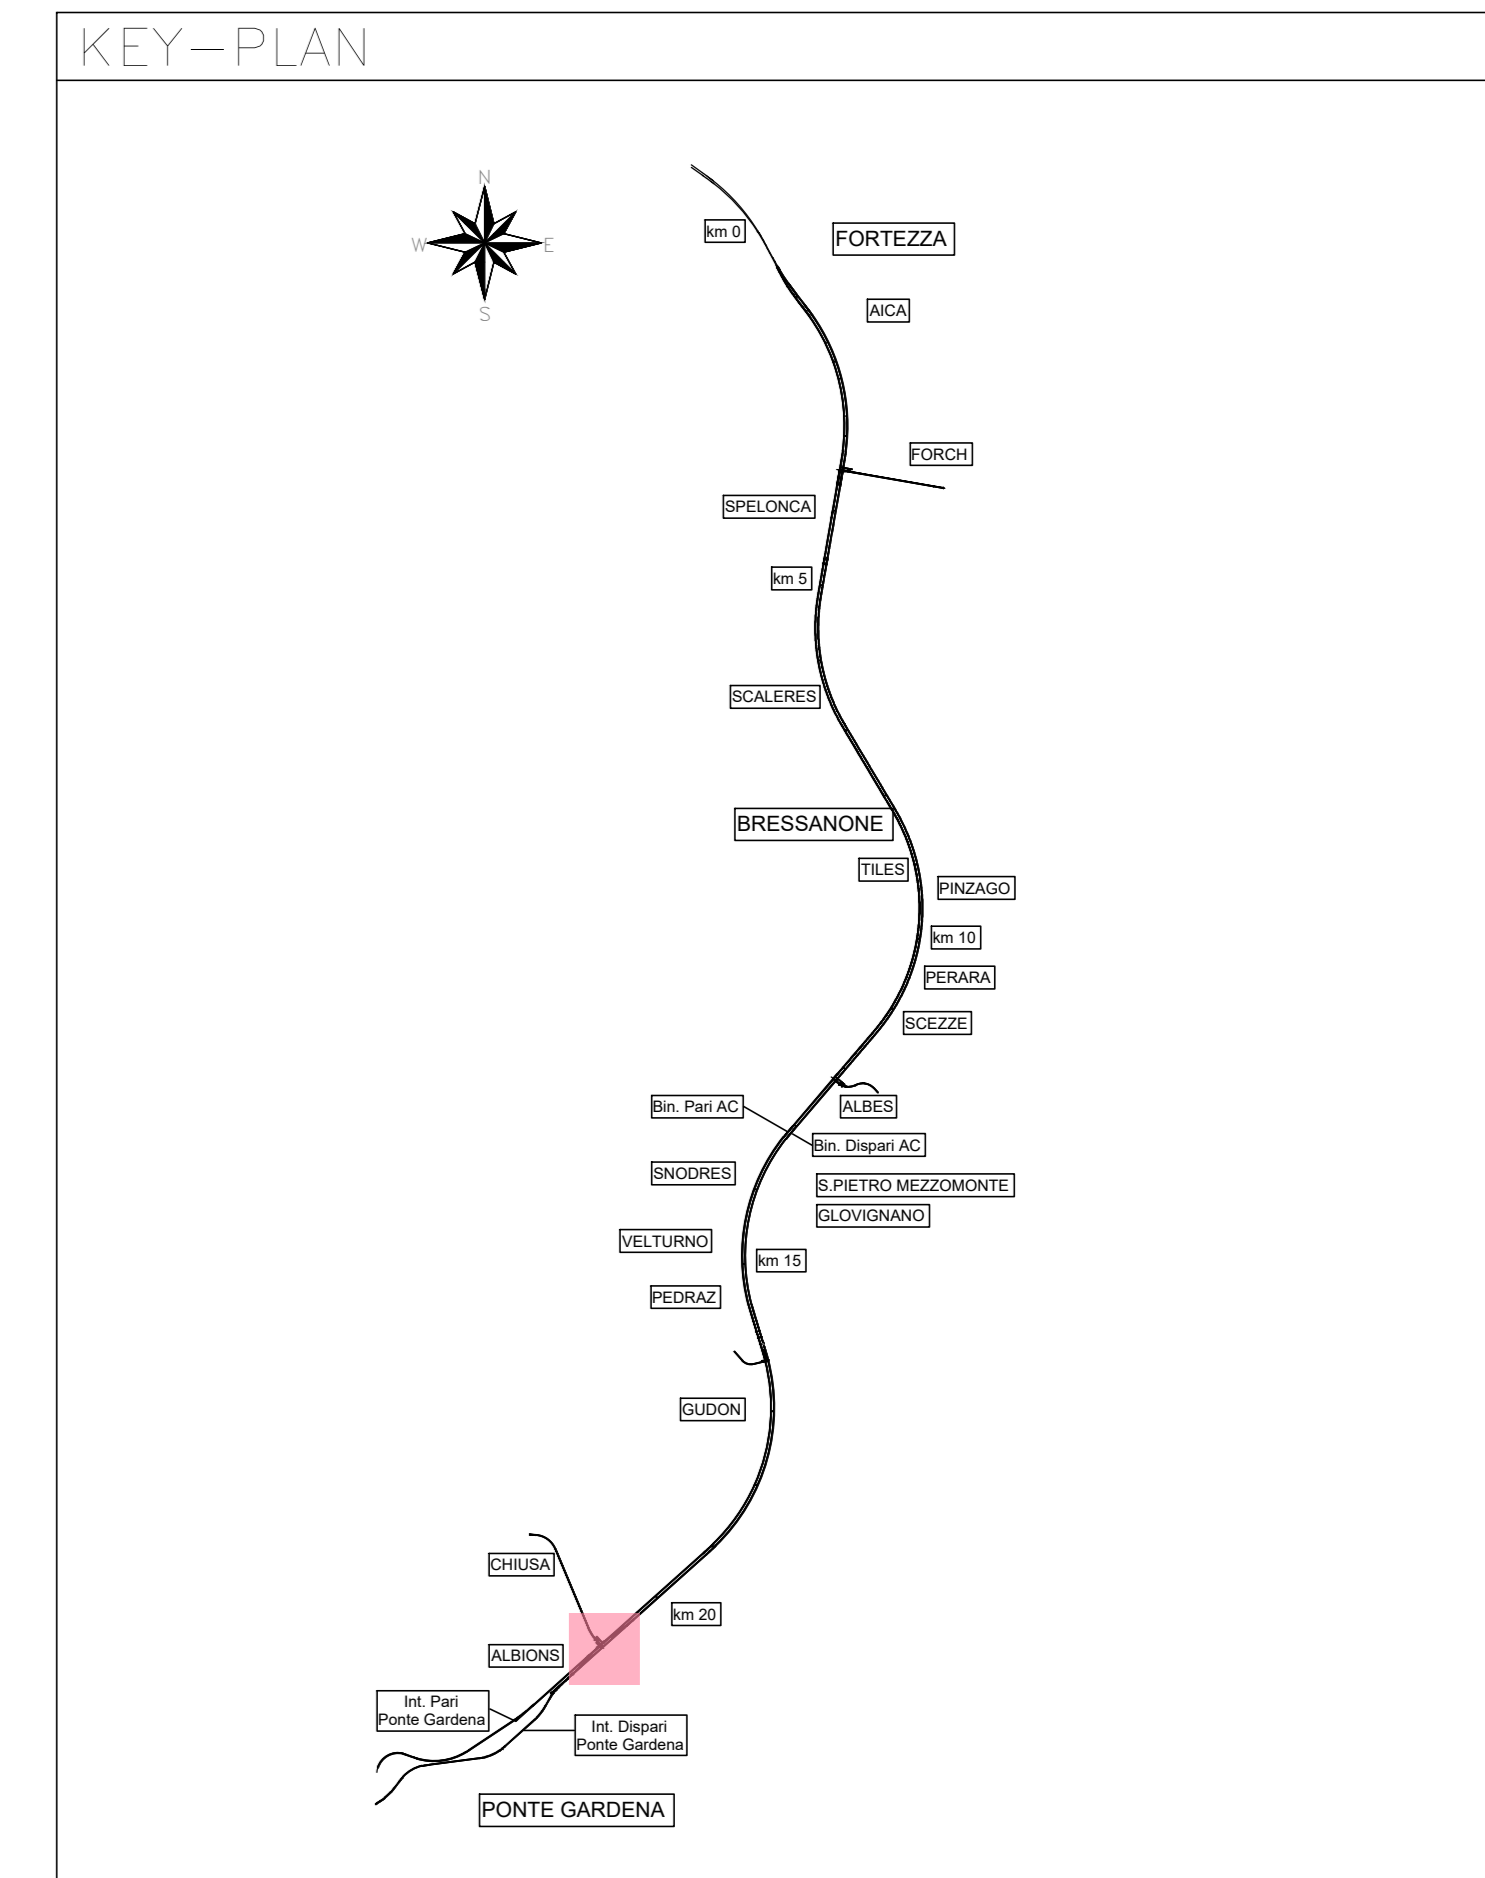 KEY-PLAN
N
W
E
S
km 0
FORTEZZA
AICA
FORCH
SPELONCA
km 5
SCALERES
BRESSANONE
TILES
PINZAGO
km 10
PERARA
SCEZZE
Bin. Pari AC
ALBES
Bin. Dispari AC
SNODRES
S.PIETRO MEZZOMONTE
GLOVIGNANO
VELTURNO
km 15
PEDRAZ
GUDON
CHIUSA
km 20
ALBIONS
Int. Pari
Ponte Gardena
Int. Dispari
Ponte Gardena
PONTE GARDENA